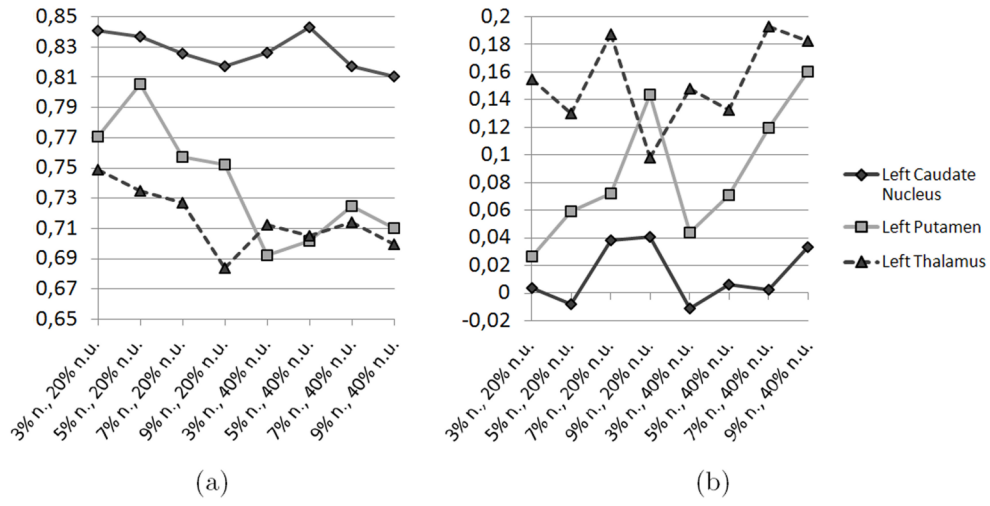 0,85
0,83
0,81
0,79
0,77
0,75
0,73
0,71
0,69
0,67
0,65
3% n., 20% n.u.
5% n., 20% n.u.
7% n., 20% n.u.
9% n., 20% n.u.
3% n., 40% n.u.
5% n., 40% n.u.
7% n., 40% n.u.
9% n., 40% n.u.
(a)
0,2
0,18
0,16
0,14
0,12
0,1
0,08
0,06
0,04
0,02
0
-0,02
3% n., 20% n.u.
5% n., 20% n.u.
7% n., 20% n.u.
9% n., 20% n.u.
3% n., 40% n.u.
5% n., 40% n.u.
7% n., 40% n.u.
9% n., 40% n.u.
(b)
Left Caudate
Nucleus
Left Putamen
Left Thalamus